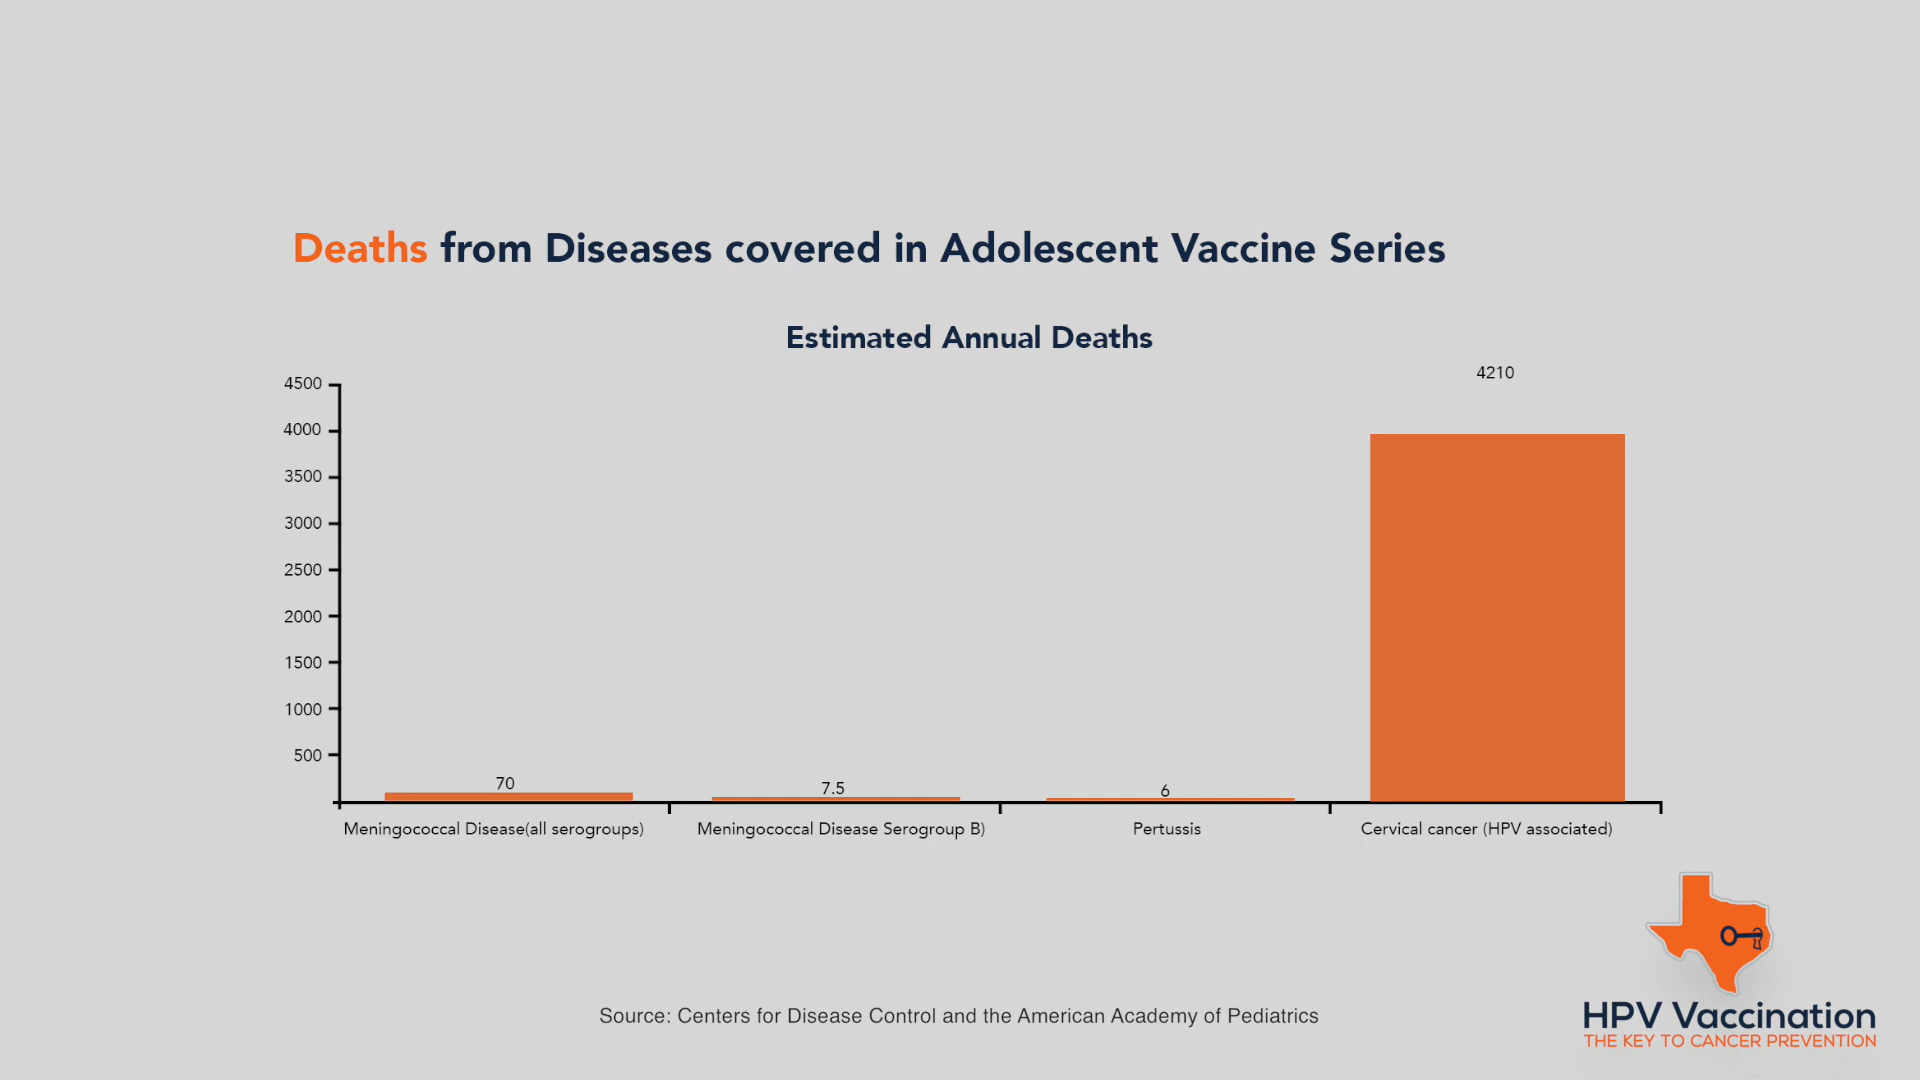 Deaths from Diseases covered in Adolescent Vaccine Series
Estimated Annual Deaths
4500
4000
3500
3000
2500
2000
1500
1000
500
70
7.5
6
4210
Meningococcal Disease(all serogroups)
Meningococcal Disease Serogroup B)
Pertussis
Cervical cancer (HPV associated)
Source: Centers for Disease Control and the American Academy of Pediatrics
HPV Vaccination
THE KEY TO CANCER PREVENTION